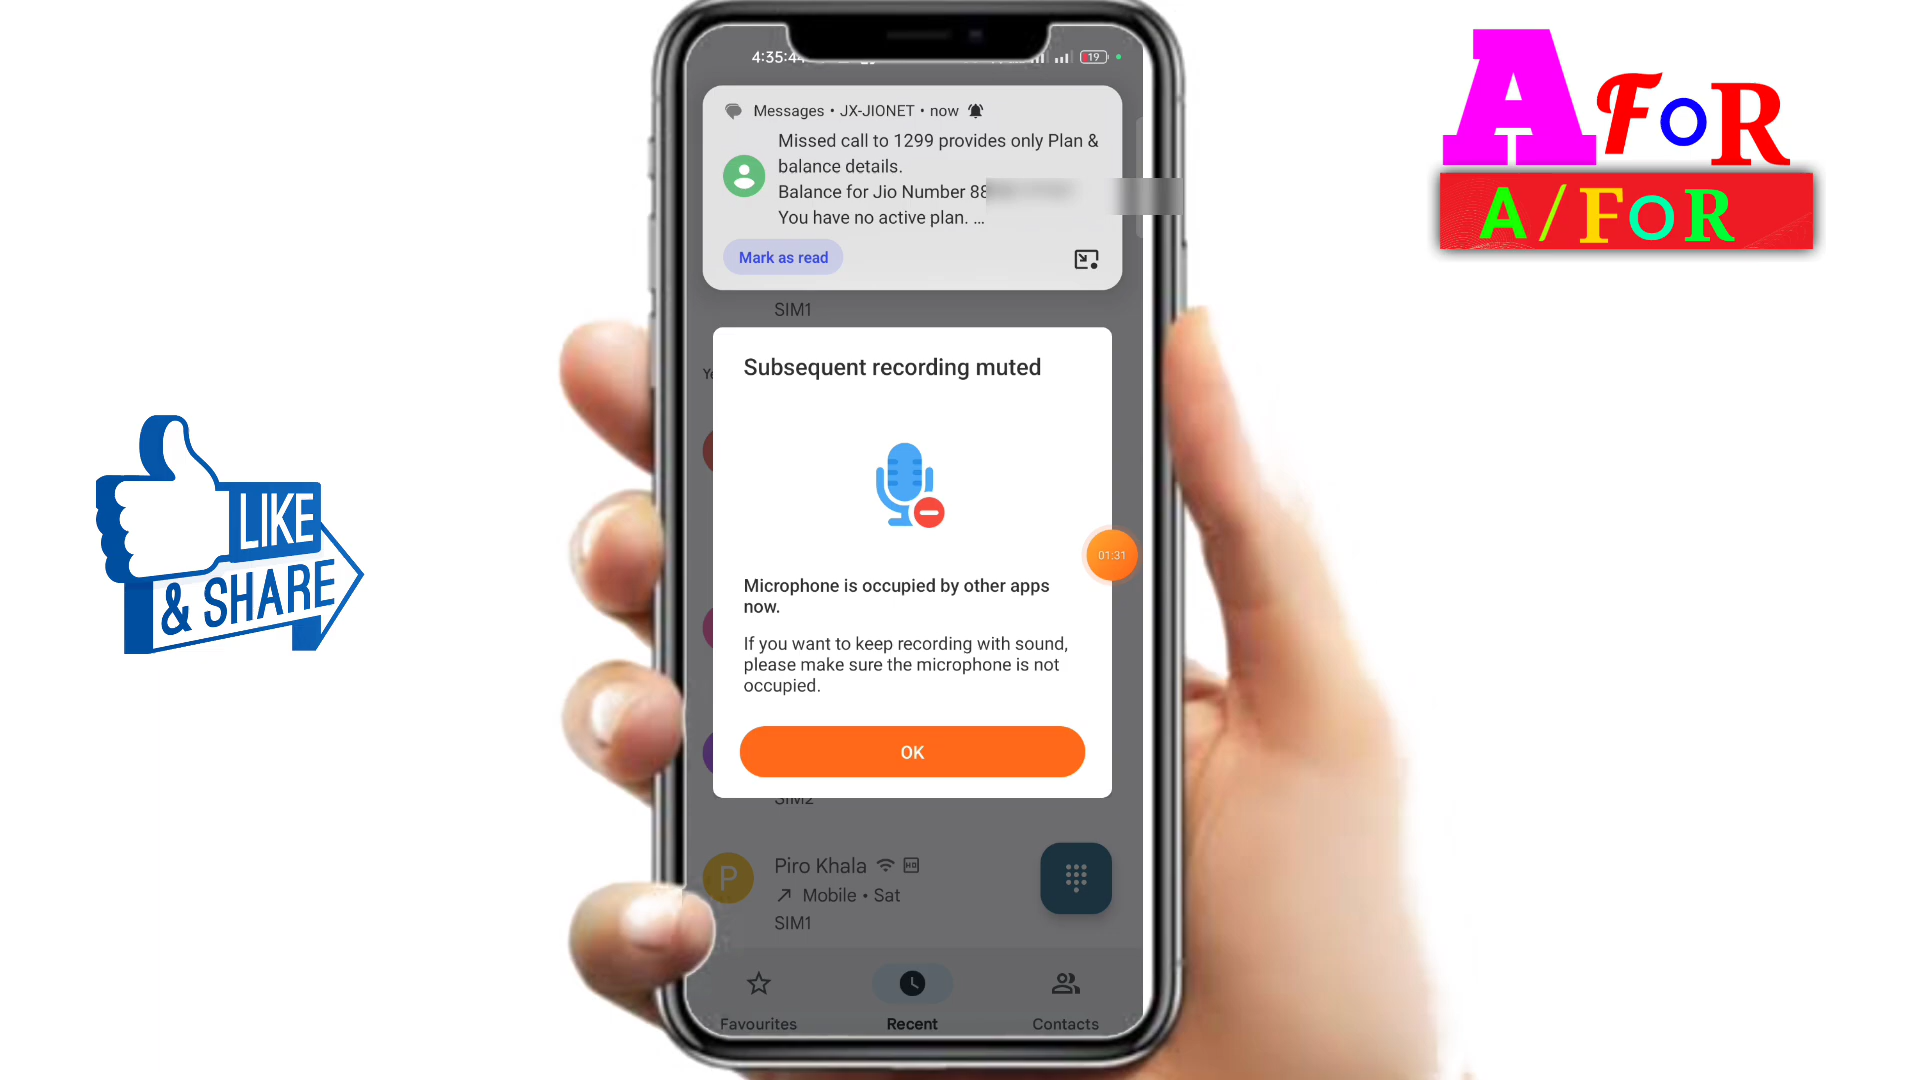 4:35:44
19
Messages • JX-JIONET • now
Missed call to 1299 provides only Plan &
balance details.
Balance for Jio Number 88
You have no active plan. ...
Mark as read
SIM1
Subsequent recording muted
Microphone is occupied by other apps
now.
If you want to keep recording with sound,
please make sure the microphone is not
occupied.
OK
01:31
SIM2
P
Piro Khala
Mobile • Sat
SIM1
Favourites
Recent
Contacts
LIKE
& SHARE
A FoR
A/FoR